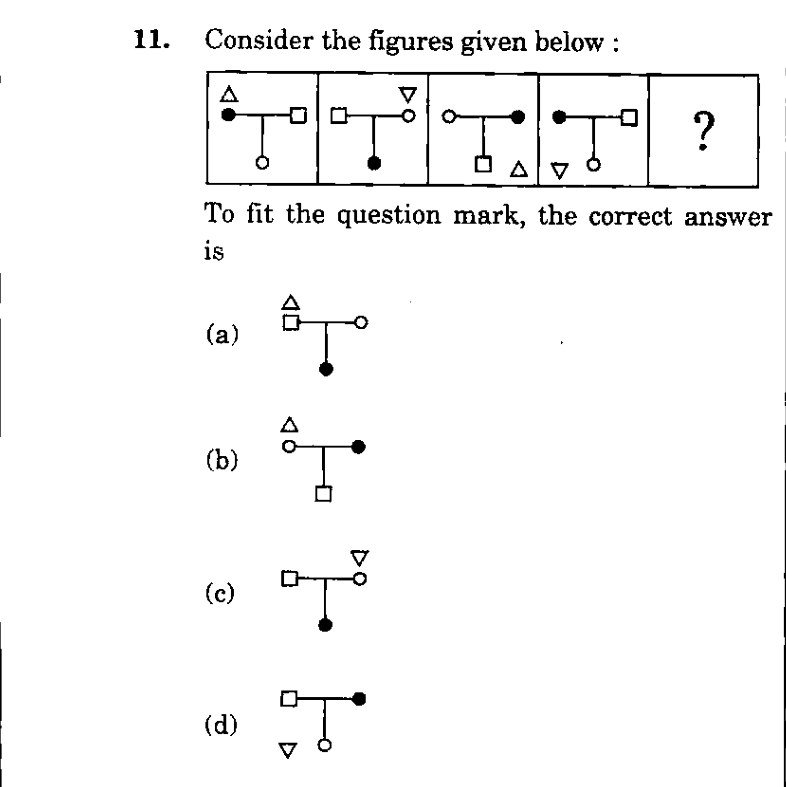 11. Consider the figures given below :
?
To fit the question mark, the correct answer
is
(a)
(b)
(c)
(d)